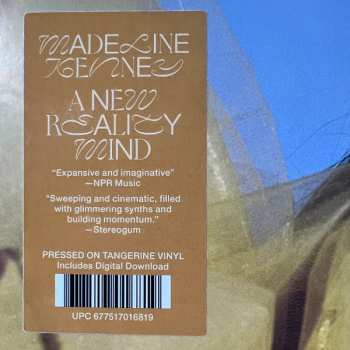 MADELINE
KENNEY
A NEW
REALITY
MIND
“Expansive and imaginative”
—NPR Music
“Sweeping and cinematic, filled
with glimmering synths and
building momentum.”
—Stereogum
PRESSED ON TANGERINE VINYL
Includes Digital Download
UPC 677517016819